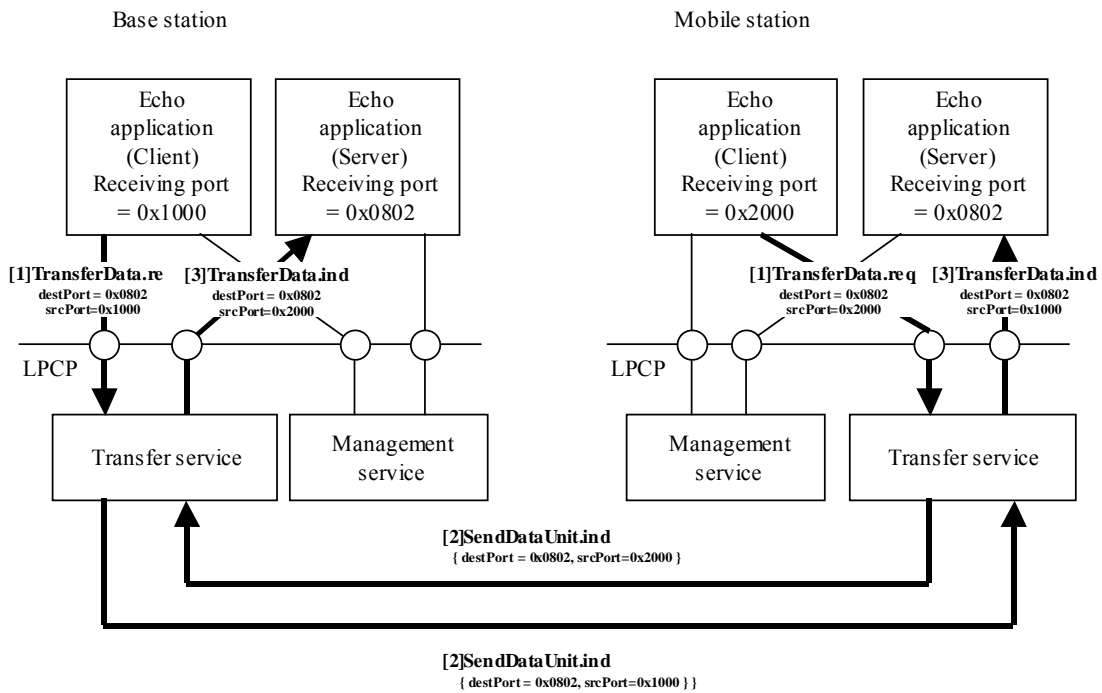 Base station
Mobile station
Echo
application
(Client)
Receiving port
= 0x1000
Echo
application
(Server)
Receiving port
= 0x0802
Echo
application
(Client)
Receiving port
= 0x2000
Echo
application
(Server)
Receiving port
= 0x0802
[1]TransferData.re
destPort = 0x0802
srcPort=0x1000
[3]TransferData.ind
destPort = 0x0802
srcPort=0x2000
[1]TransferData.req
destPort = 0x0802
srcPort=0x2000
[3]TransferData.ind
destPort = 0x0802
srcPort=0x1000
LPCP
LPCP
Transfer service
Management
service
Management
service
Transfer service
[2]SendDataUnit.ind
{ destPort = 0x0802, srcPort=0x2000 }
[2]SendDataUnit.ind
{ destPort = 0x0802, srcPort=0x1000 } }